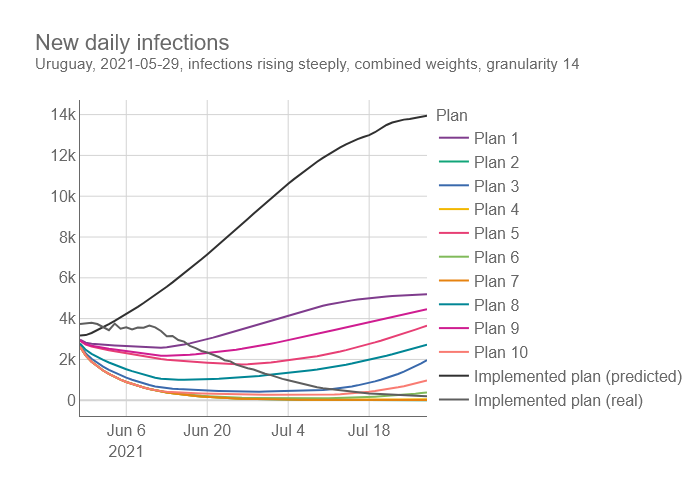 New daily infections
Uruguay, 2021-05-29, infections rising steeply, combined weights, granularity 14
14k
12k
10k
8k
6k
4k
2k
0
Jun 6
2021
Jun 20
Jul 4
Jul 18
Plan
Plan 1
Plan 2
Plan 3
Plan 4
Plan 5
Plan 6
Plan 7
Plan 8
Plan 9
Plan 10
Implemented plan (predicted)
Implemented plan (real)